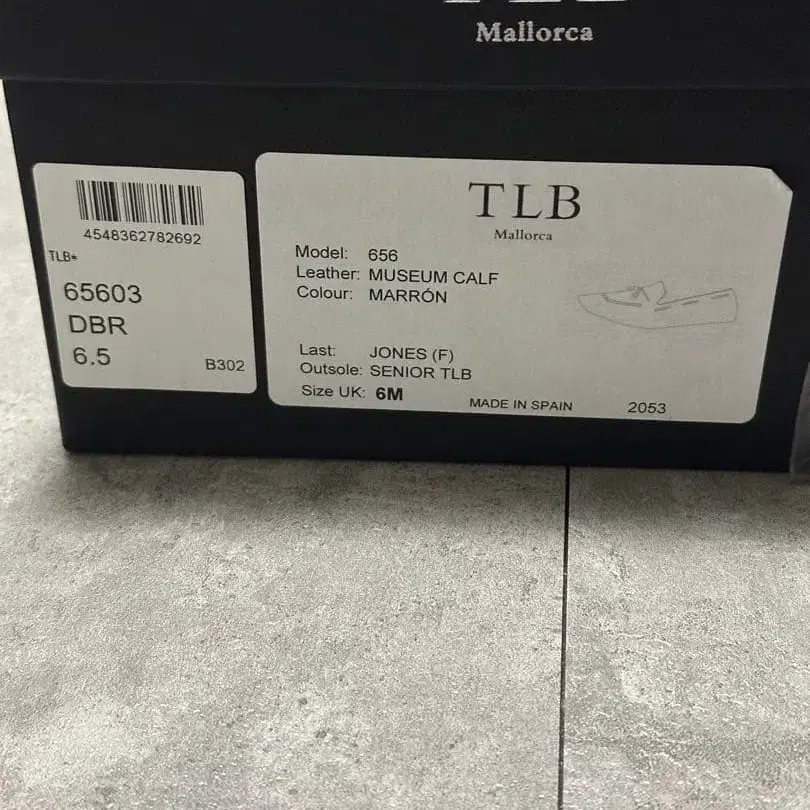 Mallorca
4548362782692
TLB*
65603
DBR
6.5
B302
TLB
Mallorca
Model: 656
Leather: MUSEUM CALF
Colour: MARRÓN
Last: JONES (F)
Outsole: SENIOR TLB
Size UK: 6M
MADE IN SPAIN
2053